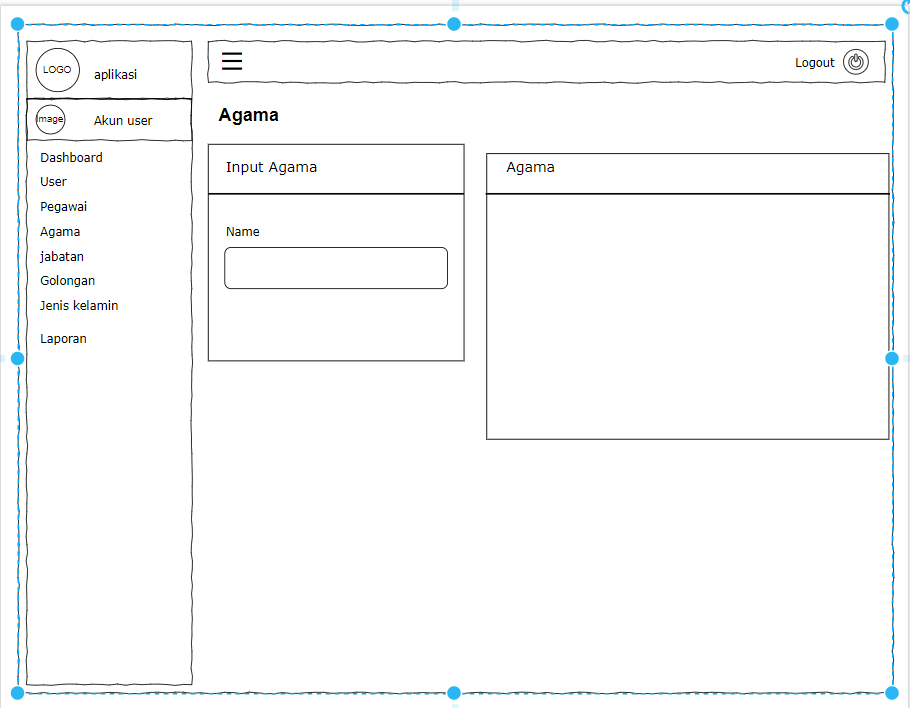 LOGO
aplikasi
Image
Akun user
Dashboard
User
Pegawai
Agama
jabatan
Golongan
Jenis kelamin
Laporan
Logout
Agama
Input Agama
Name
Agama